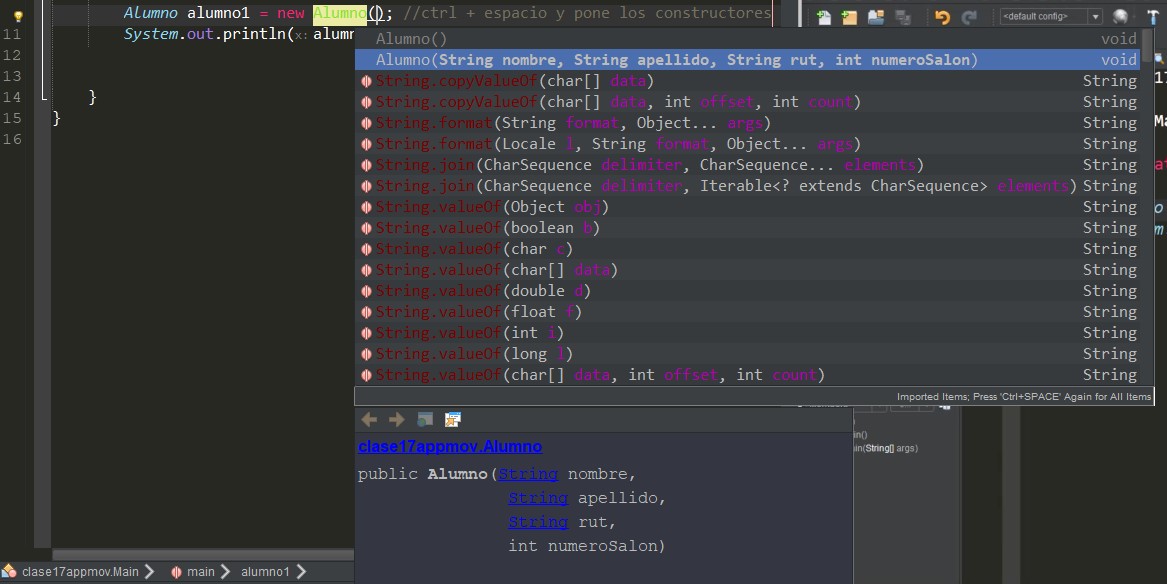 Alumno alumno1 = new Alumno(); //ctrl + espacio y pone los constructores
<default config>
11 System.out.println(x: alumn
12
13
14 }
15 }
16
Alumno() void
Alumno(String nombre, String apellido, String rut, int numeroSalon) void
String.copyValueOf(char[] data) String
String.copyValueOf(char[] data, int offset, int count) String
String.format(String format, Object... args) String
String.format(Locale l, String format, Object... args) String
String.join(CharSequence delimiter, CharSequence... elements) String
String.join(CharSequence delimiter, Iterable<? extends CharSequence> elements) String
String.valueOf(Object obj) String
String.valueOf(boolean b) String
String.valueOf(char c) String
String.valueOf(char[] data) String
String.valueOf(double d) String
String.valueOf(float f) String
String.valueOf(int i) String
String.valueOf(long l) String
String.valueOf(char[] data, int offset, int count) String
Imported Items; Press 'Ctrl+SPACE' Again for All Items
clase17appmov.Alumno
public Alumno(String nombre,
String apellido,
String rut,
int numeroSalon)
in()
in(String[] args)
clase17appmov.Main
main
alumno1